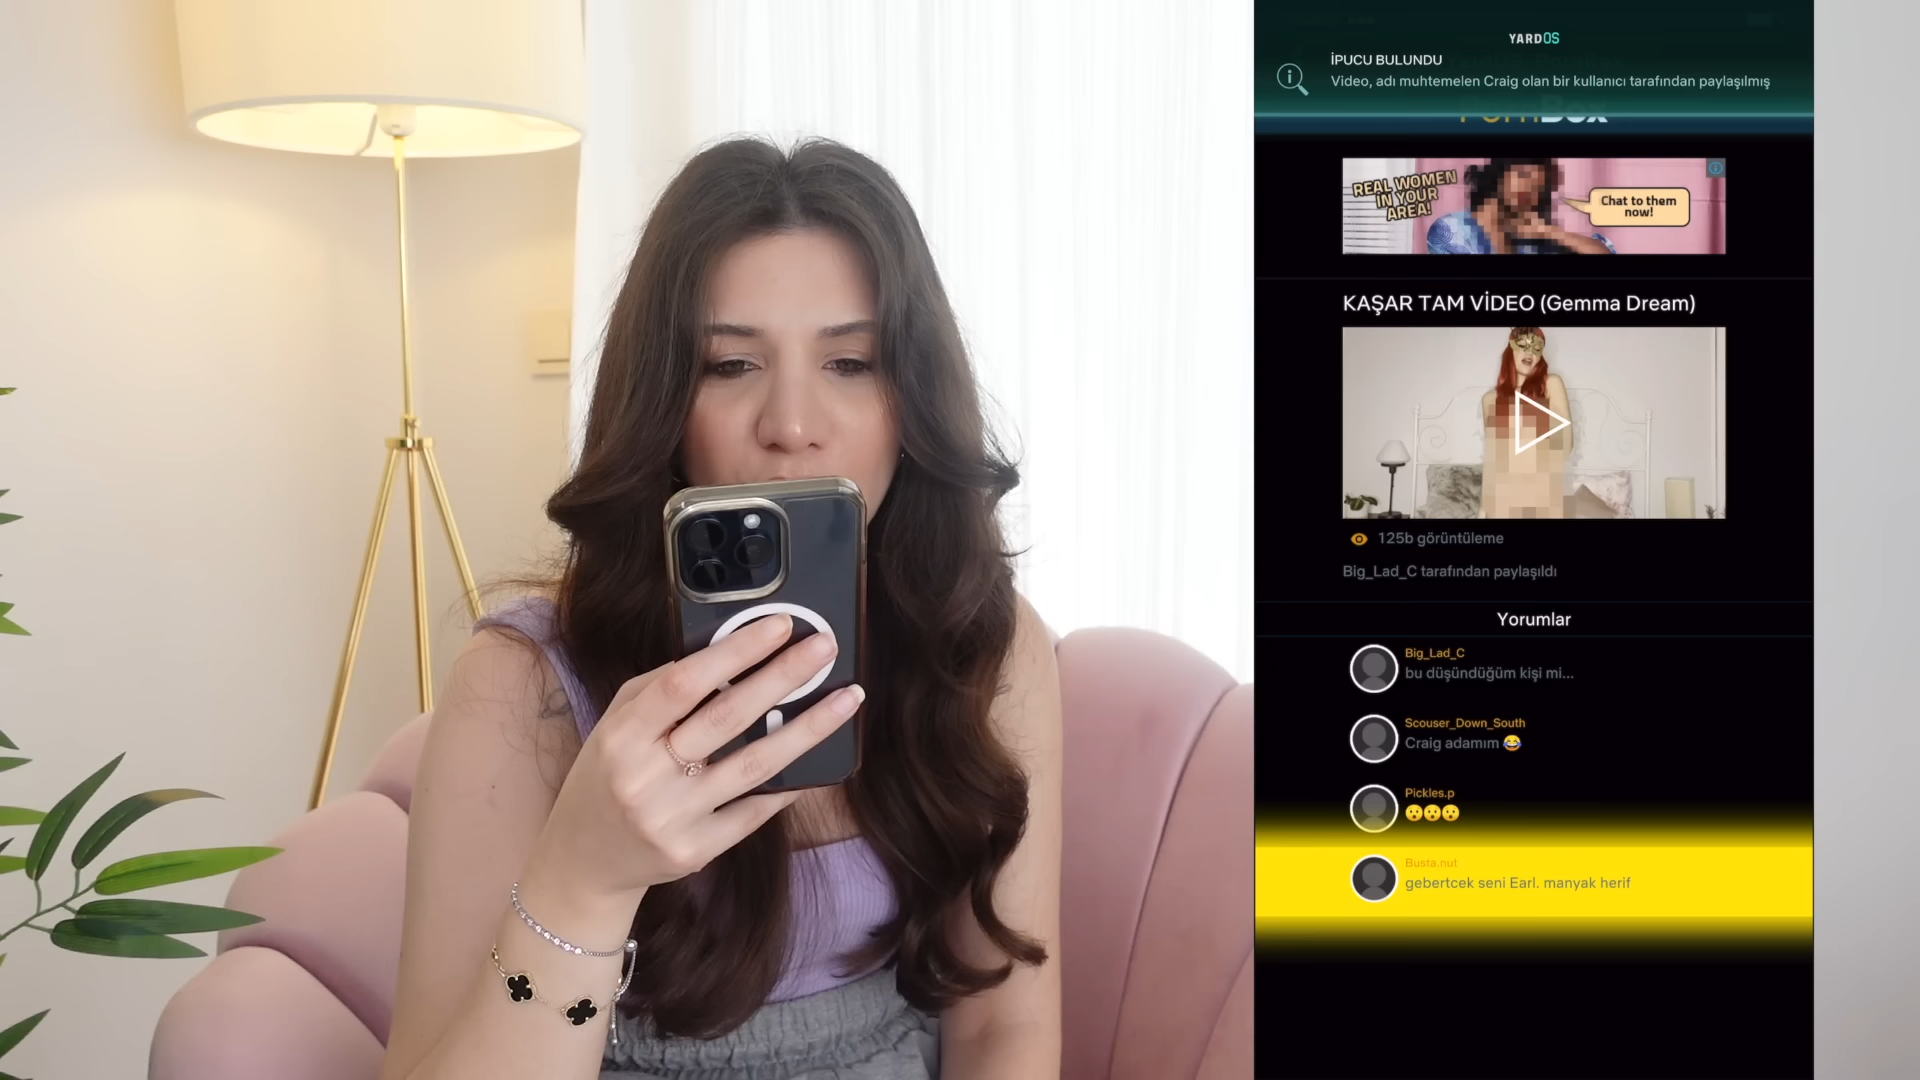 YARDOS
İPUCU BULUNDU
Video, adı muhtemelen Craig olan bir kullanıcı tarafından paylaşılmış
REAL WOMEN
IN YOUR
AREA!
Chat to them
now!
KAŞAR TAM VİDEO (Gemma Dream)
125b görüntüleme
Big_Lad_C tarafından paylaşıldı
Yorumlar
Big_Lad_C
bu düşündüğüm kişi mi...
Scouser_Down_South
Craig adamım 😂
Pickles.p
😯😯😯
Busta.nut
gebertcek seni Earl. manyak herif